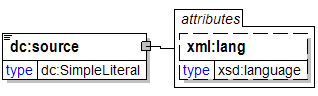 attributes
dc:source
type dc:SimpleLiteral
xml:lang
type xsd:language